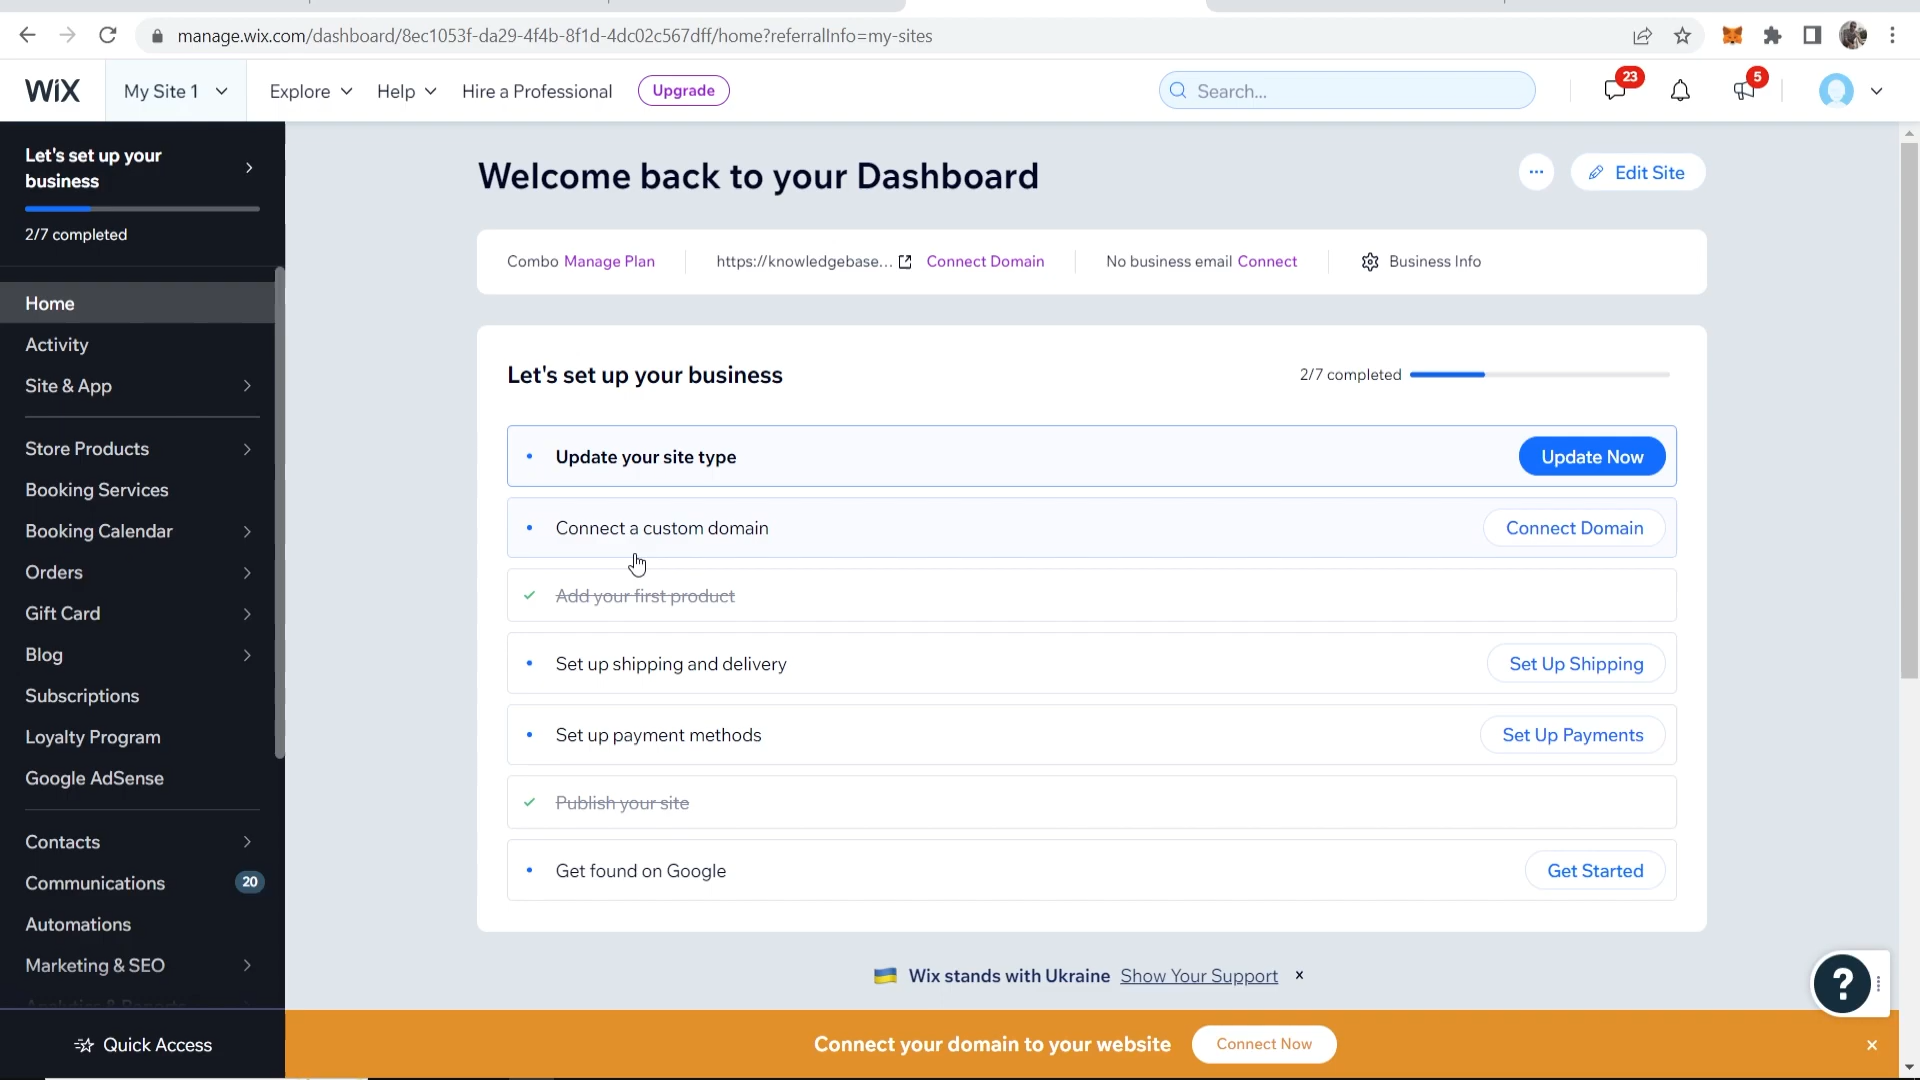 manage.wix.com/dashboard/8ec1053f-da29-4f4b-8f1d-4dc02c567dff/home?referralInfo=my-sites
WiX My Site 1 Explore Help Hire a Professional Upgrade Search... 23 5
Let's set up your
business
2/7 completed
Home
Activity
Site & App
Store Products
Booking Services
Booking Calendar
Orders
Gift Card
Blog
Subscriptions
Loyalty Program
Google AdSense
Contacts
Communications 20
Automations
Marketing & SEO
Analytics & Reports
Quick Access
Welcome back to your Dashboard
... Edit Site
Combo Manage Plan https://knowledgebase... Connect Domain No business email Connect Business Info
Let's set up your business 2/7 completed
Update your site type Update Now
Connect a custom domain Connect Domain
Add your first product
Set up shipping and delivery Set Up Shipping
Set up payment methods Set Up Payments
Publish your site
Get found on Google Get Started
Wix stands with Ukraine Show Your Support ×
?
Connect your domain to your website Connect Now ×